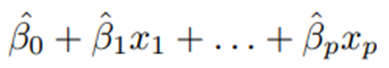 β̂₀ + β̂₁x₁ + … + β̂ₚxₚ